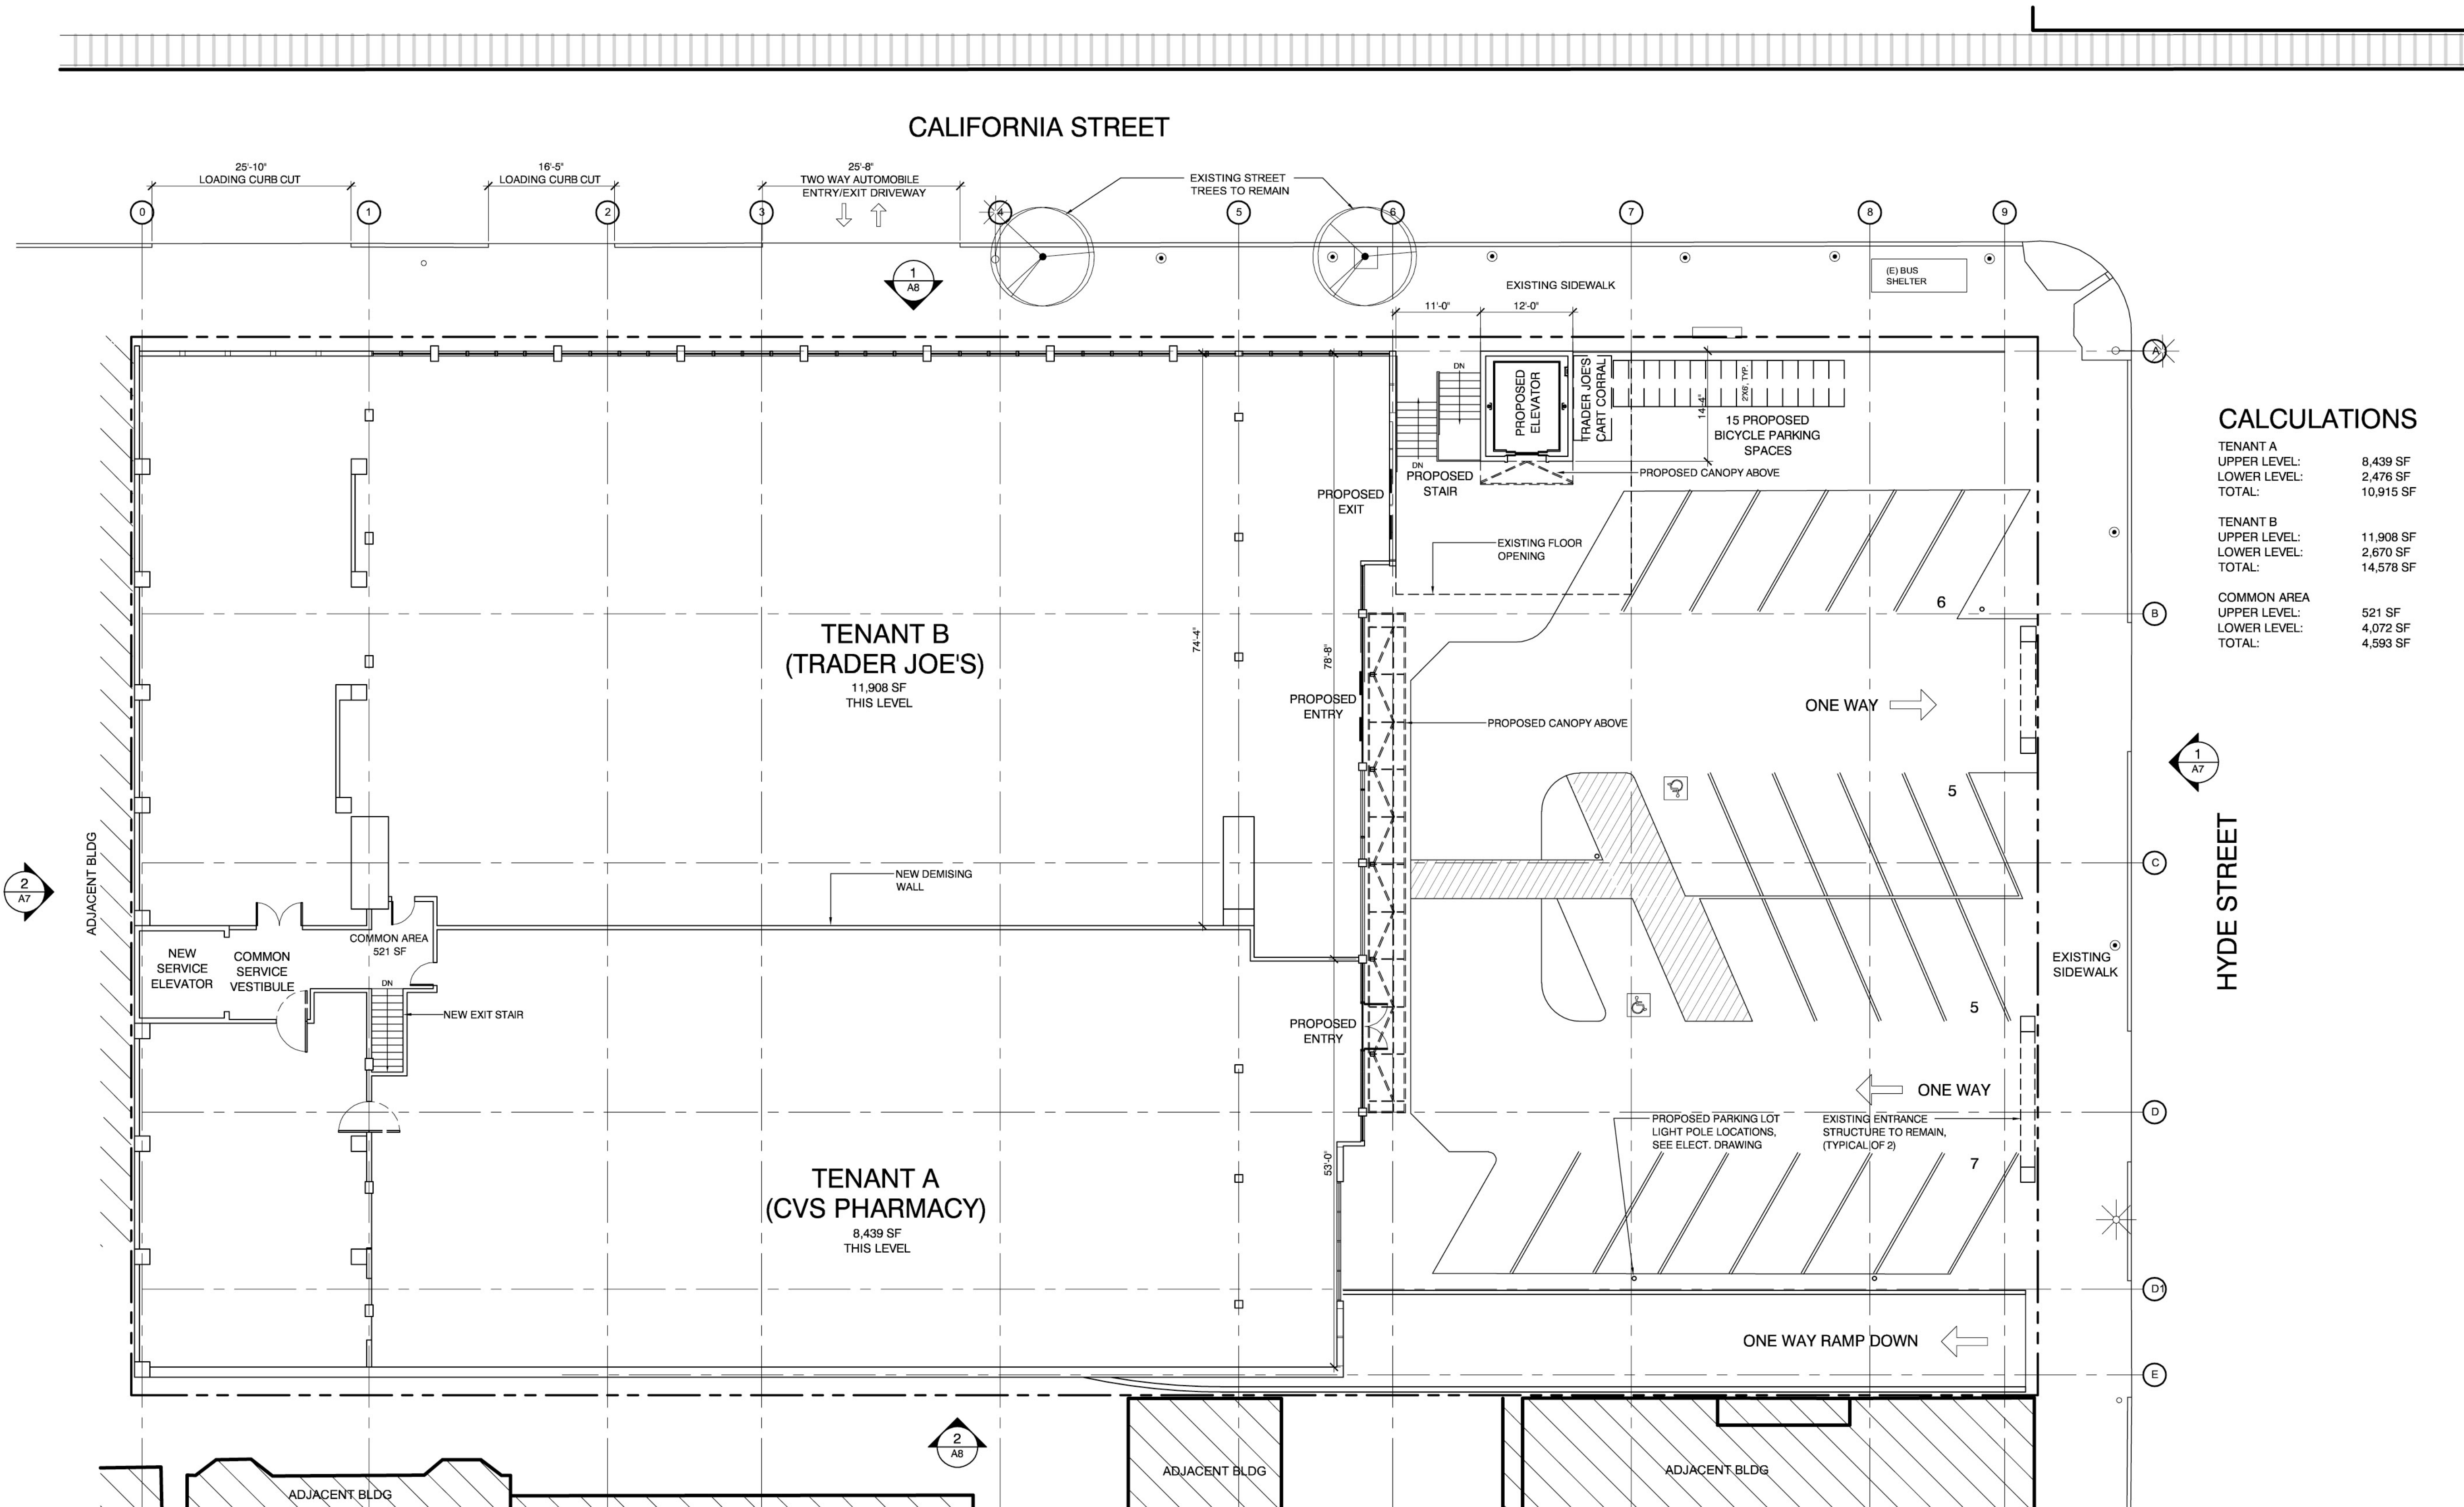 CALIFORNIA STREET
25'-10"
LOADING CURB CUT
16'-5"
LOADING CURB CUT
25'-8"
TWO WAY AUTOMOBILE
ENTRY/EXIT DRIVEWAY
EXISTING STREET
TREES TO REMAIN
0
1
2
3
4
5
6
7
8
9
1
A8
EXISTING SIDEWALK
(E) BUS
SHELTER
11'-0"
12'-0"
A
DN
DN
PROPOSED
ELEVATOR
TRADER JOE'S
CART CORRAL
2'X6', TYP.
14'-4"
15 PROPOSED
BICYCLE PARKING
SPACES
PROPOSED
STAIR
PROPOSED CANOPY ABOVE
PROPOSED
EXIT
EXISTING FLOOR
OPENING
CALCULATIONS
TENANT A
UPPER LEVEL: 8,439 SF
LOWER LEVEL: 2,476 SF
TOTAL: 10,915 SF
TENANT B
UPPER LEVEL: 11,908 SF
LOWER LEVEL: 2,670 SF
TOTAL: 14,578 SF
COMMON AREA
UPPER LEVEL: 521 SF
LOWER LEVEL: 4,072 SF
TOTAL: 4,593 SF
6
B
TENANT B
(TRADER JOE'S)
11,908 SF
THIS LEVEL
74'-4"
78'-8"
PROPOSED
ENTRY
PROPOSED CANOPY ABOVE
ONE WAY
1
A7
5
HYDE STREET
ADJACENT BLDG
2
A7
C
NEW DEMISING
WALL
COMMON AREA
521 SF
NEW
SERVICE
ELEVATOR
COMMON
SERVICE
VESTIBULE
DN
NEW EXIT STAIR
EXISTING
SIDEWALK
5
PROPOSED
ENTRY
ONE WAY
D
PROPOSED PARKING LOT
LIGHT POLE LOCATIONS,
SEE ELECT. DRAWING
EXISTING ENTRANCE
STRUCTURE TO REMAIN,
(TYPICAL OF 2)
7
53'-0"
TENANT A
(CVS PHARMACY)
8,439 SF
THIS LEVEL
D1
ONE WAY RAMP DOWN
E
2
A8
ADJACENT BLDG
ADJACENT BLDG
ADJACENT BLDG